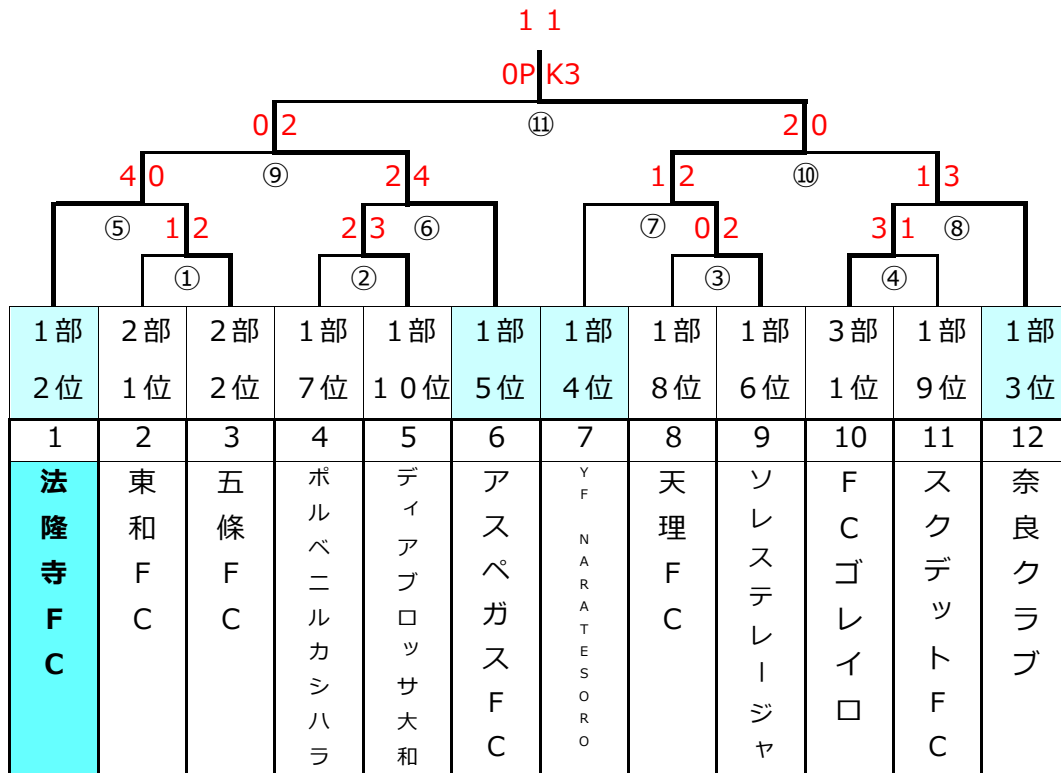 1 1
0PK3
0 2 ⑪ 2 0
4 0 ⑨ 2 4 1 2 ⑩ 1 3
⑤ 1 2 2 3 ⑥ ⑦ 0 2 3 1 ⑧
① ② ③ ④
1部 2部 2部 1部 1部 1部 1部 1部 1部 3部 1部 1部
2位 1位 2位 7位 10位 5位 4位 8位 6位 1位 9位 3位
1 2 3 4 5 6 7 8 9 10 11 12
法隆寺FC
東和FC
五條FC
ポルベニルカシハラ
ディアブロッサ大和
アスペガスFC
YF NARATESORO
天理FC
ソレステレージャ
FCゴレイロ
スクデットFC
奈良クラブ